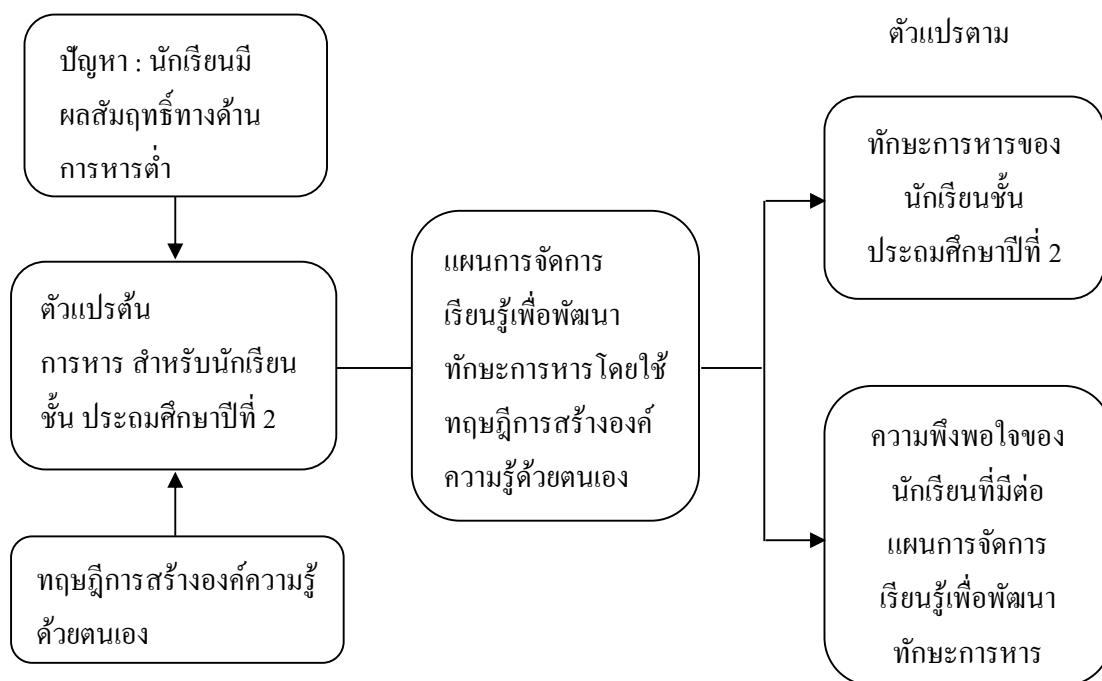 ปัญหา : นักเรียนมี
ผลสัมฤทธิ์ทางด้าน
การหารต่ำ
ตัวแปรต้น
การหาร สำหรับนักเรียน
ชั้น ประถมศึกษาปีที่ 2
ทฤษฎีการสร้างองค์ความรู้
ด้วยตนเอง
แผนการจัดการ
เรียนรู้เพื่อพัฒนา
ทักษะการหารโดยใช้
ทฤษฎีการสร้างองค์
ความรู้ด้วยตนเอง
ตัวแปรตาม
ทักษะการหารของ
นักเรียนชั้น
ประถมศึกษาปีที่ 2
ความพึงพอใจของ
นักเรียนที่มีต่อ
แผนการจัดการ
เรียนรู้เพื่อพัฒนา
ทักษะการหาร